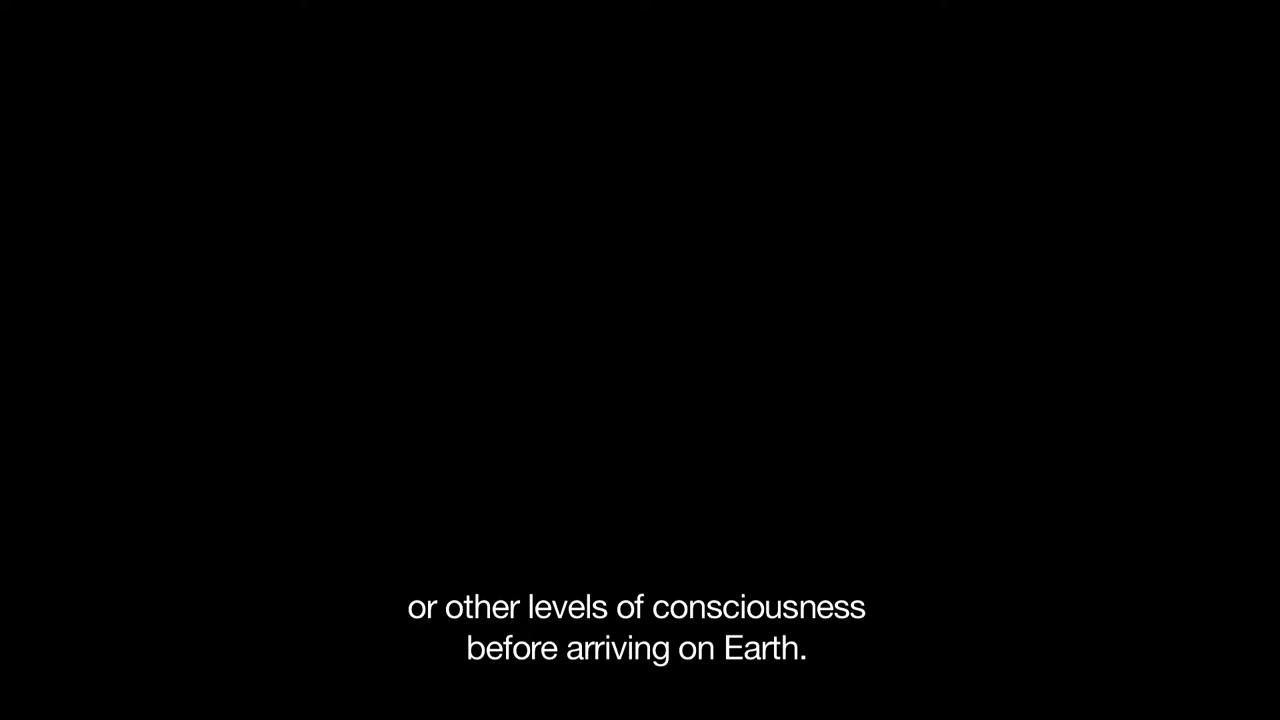 or other levels of consciousness
before arriving on Earth.